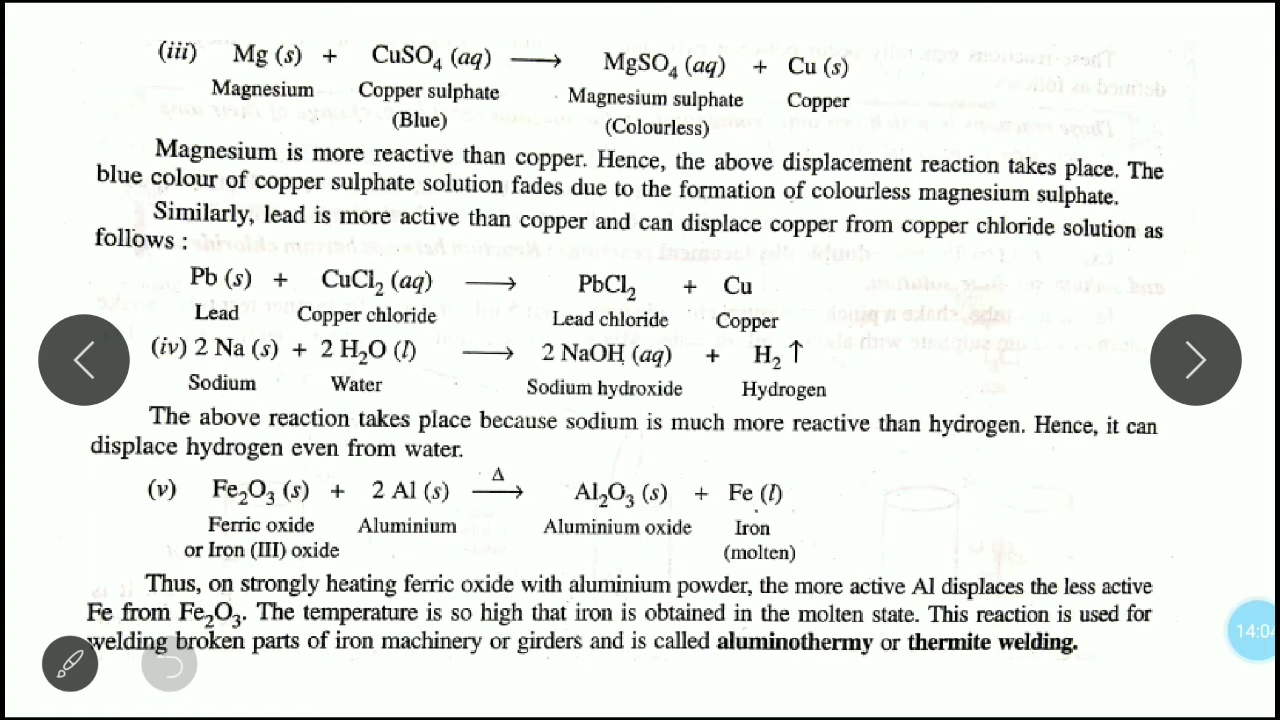 (iii) Mg (s) + CuSO₄ (aq) ⟶ MgSO₄ (aq) + Cu (s)
Magnesium Copper sulphate Magnesium sulphate Copper
(Blue) (Colourless)
Magnesium is more reactive than copper. Hence, the above displacement reaction takes place. The
blue colour of copper sulphate solution fades due to the formation of colourless magnesium sulphate.
Similarly, lead is more active than copper and can displace copper from copper chloride solution as
follows :
Pb (s) + CuCl₂ (aq) ⟶ PbCl₂ + Cu
Lead Copper chloride Lead chloride Copper
(iv) 2 Na (s) + 2 H₂O (l) ⟶ 2 NaOH (aq) + H₂ ↑
Sodium Water Sodium hydroxide Hydrogen
The above reaction takes place because sodium is much more reactive than hydrogen. Hence, it can
displace hydrogen even from water.
(v) Fe₂O₃ (s) + 2 Al (s) ⟶ Δ Al₂O₃ (s) + Fe (l)
Ferric oxide Aluminium Aluminium oxide Iron
or Iron (III) oxide (molten)
Thus, on strongly heating ferric oxide with aluminium powder, the more active Al displaces the less active
Fe from Fe₂O₃. The temperature is so high that iron is obtained in the molten state. This reaction is used for
welding broken parts of iron machinery or girders and is called aluminothermy or thermite welding.